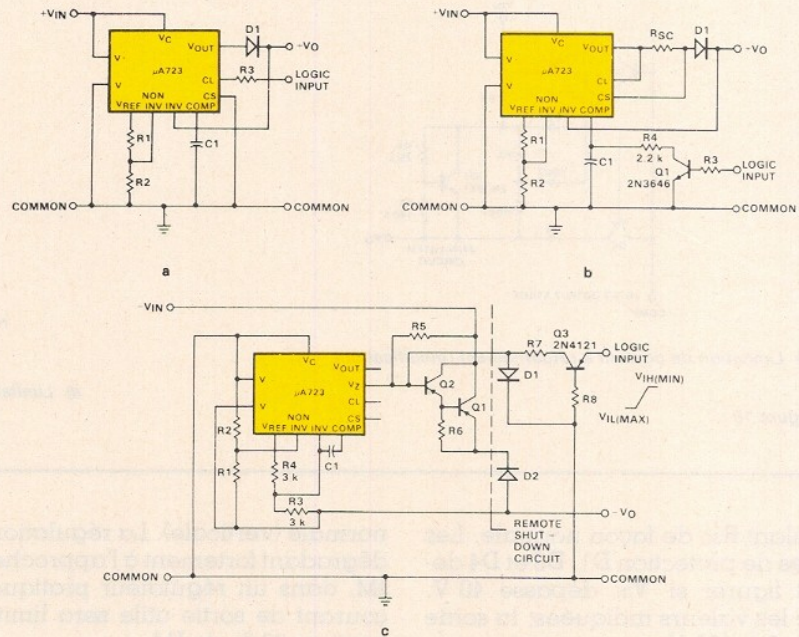 +VIN
VC
VOUT
D1
-VO
V
µA723
CL
R3
LOGIC INPUT
V
NON
CS
VREF INV INV COMP
R1
C1
R2
COMMON
COMMON
a
+VIN
VC
VOUT
RSC
D1
-VO
V
µA723
CL
CS
V
NON
VREF INV INV COMP
R1
R4
2.2 k
C1
Q1
2N3646
R3
LOGIC INPUT
R2
COMMON
COMMON
b
-VIN
R5
Q3
2N4121
R7
LOGIC INPUT
VC
VOUT
V
VZ
µA723
Q2
D1
V
CL
Q1
R8
VIH(MIN)
VIL(MAX)
NON
CS
VREF INV INV COMP
R2
R6
R1
R4
3 k
C1
D2
R3
3 k
-VO
REMOTE
SHUT
DOWN
CIRCUIT
COMMON
COMMON
c